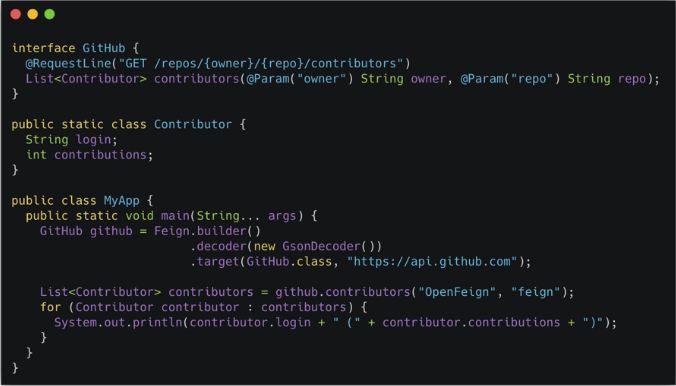 interface GitHub {
  @RequestLine("GET /repos/{owner}/{repo}/contributors")
  List<Contributor> contributors(@Param("owner") String owner, @Param("repo") String repo);
}

public static class Contributor {
  String login;
  int contributions;
}

public class MyApp {
  public static void main(String... args) {
    GitHub github = Feign.builder()
                         .decoder(new GsonDecoder())
                         .target(GitHub.class, "https://api.github.com");

    List<Contributor> contributors = github.contributors("OpenFeign", "feign");
    for (Contributor contributor : contributors) {
      System.out.println(contributor.login + " (" + contributor.contributions + ")");
    }
  }
}